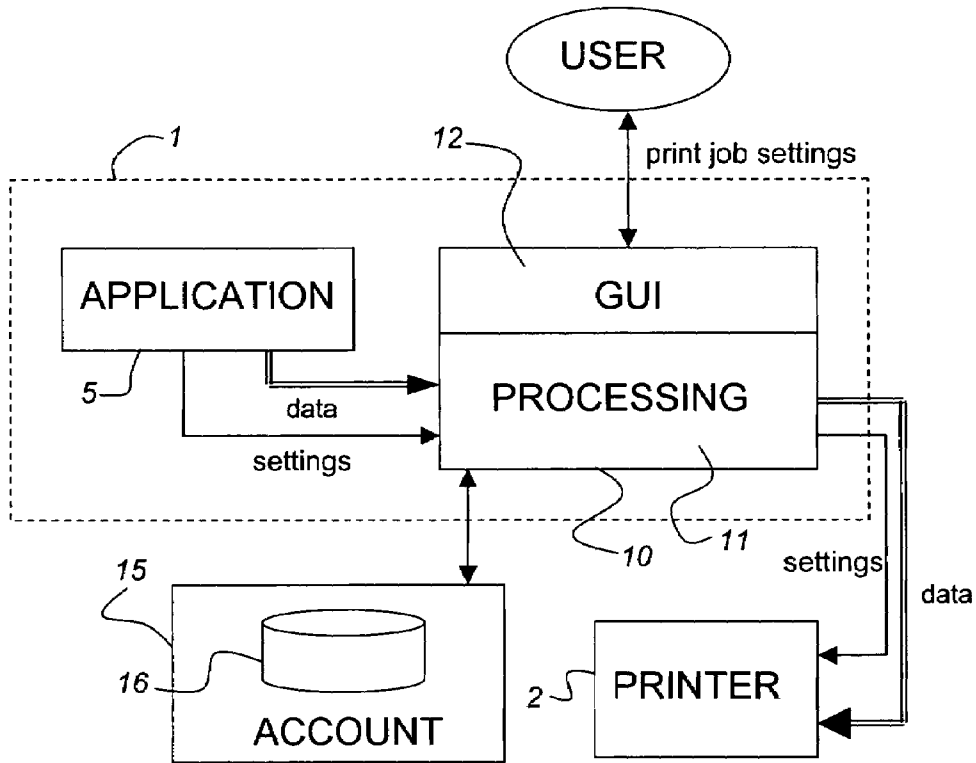 USER
1
12
print job settings
APPLICATION
GUI
5
data
PROCESSING
settings
10
11
settings
15
data
16
2
PRINTER
ACCOUNT